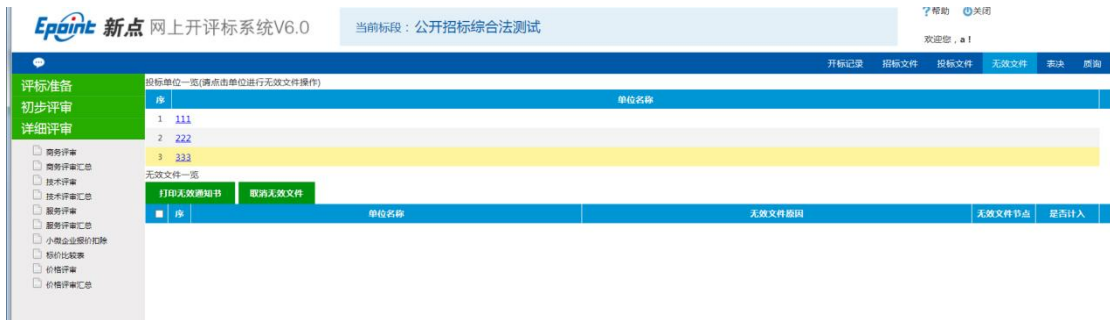 ?帮助 关闭
Epoint 新点 网上开评标系统V6.0
当前标段：公开招标综合法测试
欢迎您，a！
开标记录 招标文件 投标文件 无效文件 表决 质询
评标准备
初步评审
详细评审
商务评审
商务评审汇总
技术评审
技术评审汇总
服务评审
服务评审汇总
小微企业报价扣除
标价比较表
价格评审
价格评审汇总
投标单位一览(请点击单位进行无效文件操作)
序 单位名称
1 111
2 222
3 333
无效文件一览
打印无效通知书 取消无效文件
序 单位名称 无效文件原因 无效文件节点 是否计入